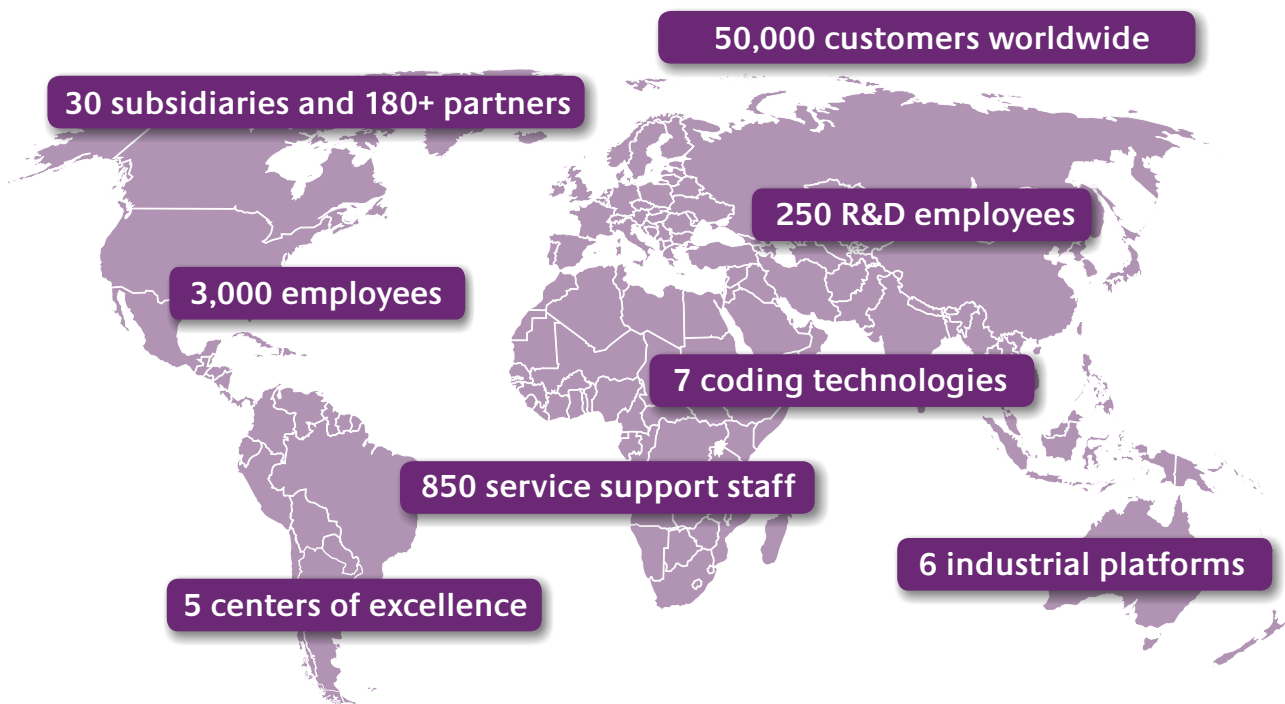 50,000 customers worldwide
30 subsidiaries and 180+ partners
250 R&D employees
3,000 employees
7 coding technologies
850 service support staff
6 industrial platforms
5 centers of excellence